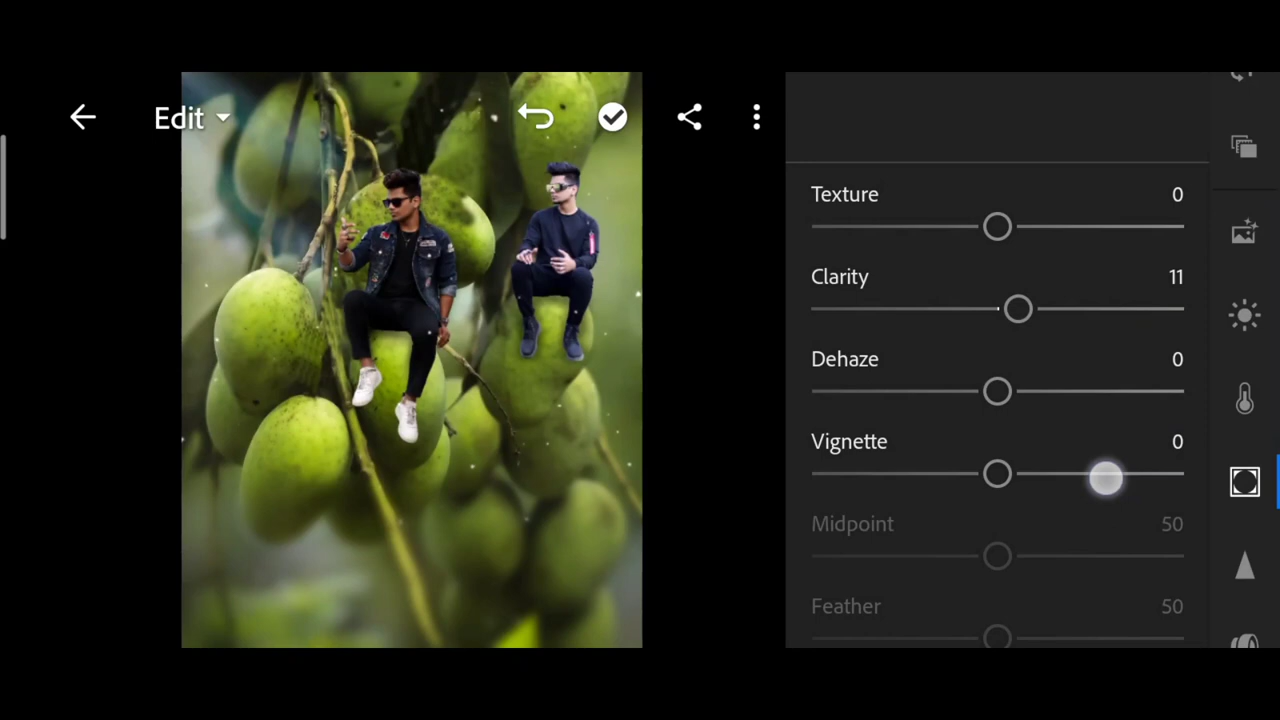 Edit
Texture 0
Clarity 11
Dehaze 0
Vignette 0
Midpoint 50
Feather 50